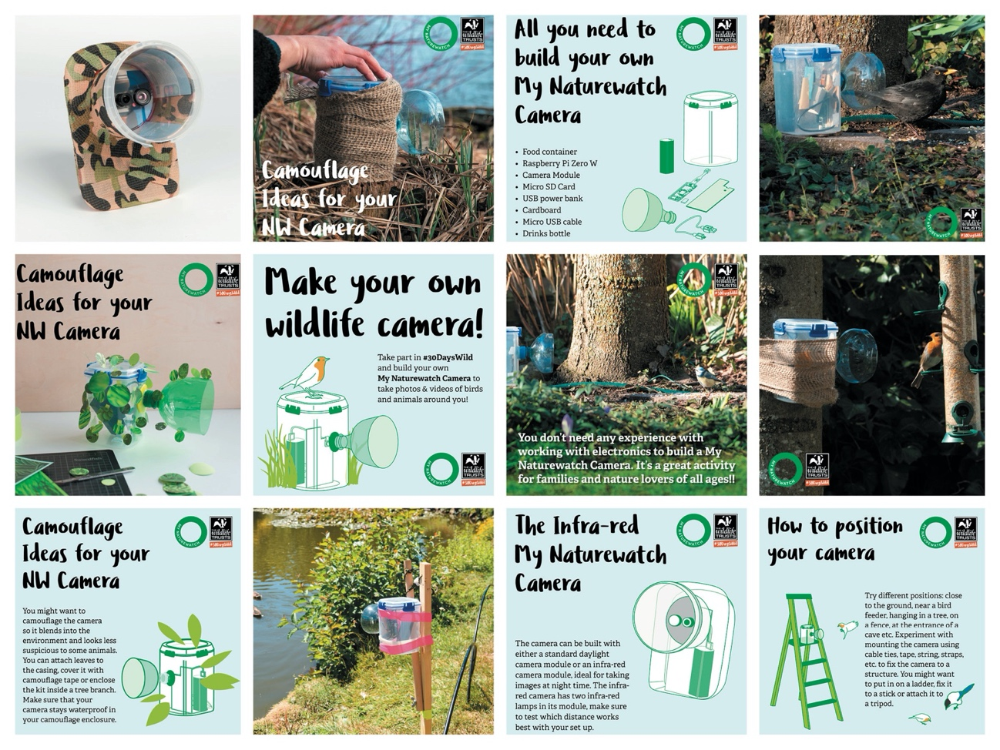 MY NATUREWATCH
THE
wildlife
TRUSTS
#30DaysWild
Camouflage
Ideas for your
NW Camera
All you need to
build your own
My Naturewatch
Camera
MY NATUREWATCH
THE
wildlife
TRUSTS
#30DaysWild
• Food container
• Raspberry Pi Zero W
• Camera Module
• Micro SD Card
• USB power bank
• Cardboard
• Micro USB cable
• Drinks bottle
MY NATUREWATCH
THE
wildlife
TRUSTS
#30DaysWild
Camouflage
Ideas for your
NW Camera
MY NATUREWATCH
THE
wildlife
TRUSTS
#30DaysWild
Make your own
wildlife camera!
Take part in #30DaysWild
and build your own
My Naturewatch Camera to
take photos & videos of birds
and animals around you!
MY NATUREWATCH
THE
wildlife
TRUSTS
#30DaysWild
MY NATUREWATCH
THE
wildlife
TRUSTS
#30DaysWild
You don't need any experience with
working with electronics to build a My
Naturewatch Camera. It's a great activity
for families and nature lovers of all ages!!
MY NATUREWATCH
THE
wildlife
TRUSTS
#30DaysWild
Camouflage
Ideas for your
NW Camera
MY NATUREWATCH
THE
wildlife
TRUSTS
#30DaysWild
You might want to
camouflage the camera
so it blends into the
environment and looks less
suspicious to some animals.
You can attach leaves to
the casing, cover it with
camouflage tape or enclose
the kit inside a tree branch.
Make sure that your
camera stays waterproof in
your camouflage enclosure.
The Infra-red
My Naturewatch
Camera
MY NATUREWATCH
THE
wildlife
TRUSTS
#30DaysWild
The camera can be built with
either a standard daylight
camera module or an infra-red
camera module, ideal for taking
images at night time. The infra-
red camera has two infra-red
lamps in its module, make sure
to test which distance works
best with your set up.
How to position
your camera
MY NATUREWATCH
THE
wildlife
TRUSTS
#30DaysWild
Try different positions: close
to the ground, near a bird
feeder, hanging in a tree, on
a fence, at the entrance of a
cave etc. Experiment with
mounting the camera using
cable ties, tape, string, straps,
etc. to fix the camera to a
structure. You might want
to put in on a ladder, fix it
to a stick or attach it to
a tripod.